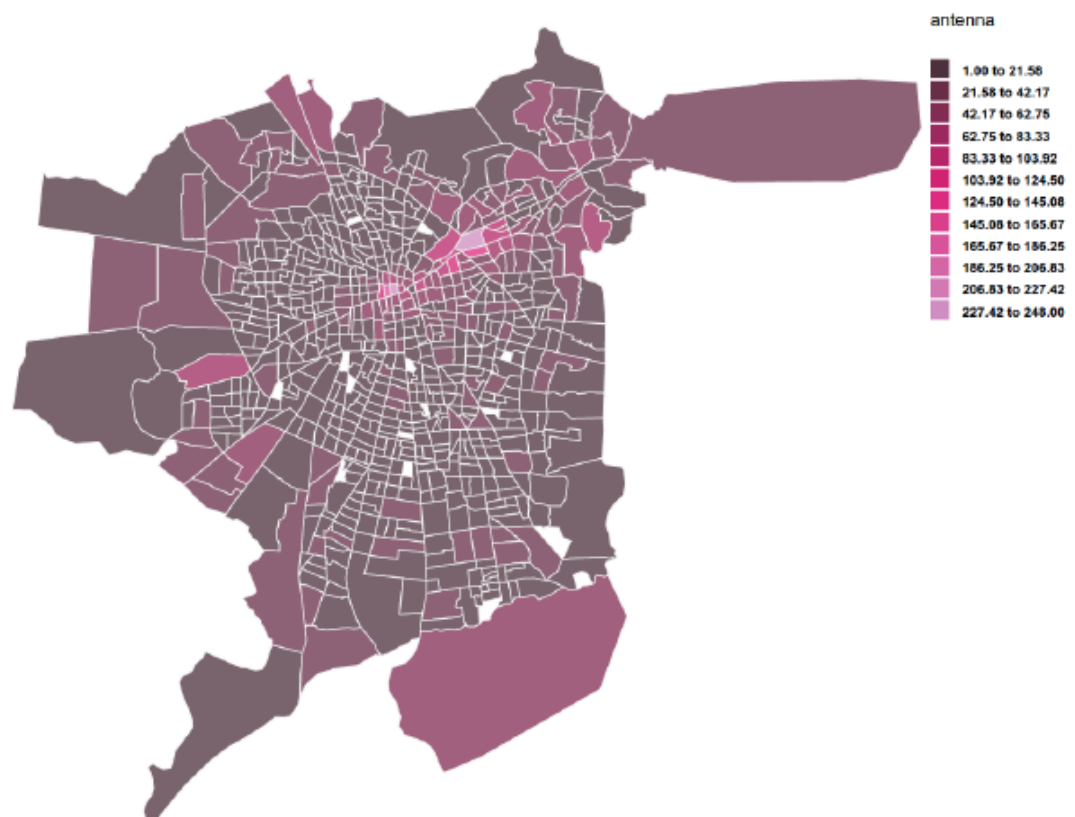 antenna
1.00 to 21.58
21.58 to 42.17
42.17 to 62.75
62.75 to 83.33
83.33 to 103.92
103.92 to 124.50
124.50 to 145.08
145.08 to 165.67
165.67 to 186.25
186.25 to 206.83
206.83 to 227.42
227.42 to 248.00